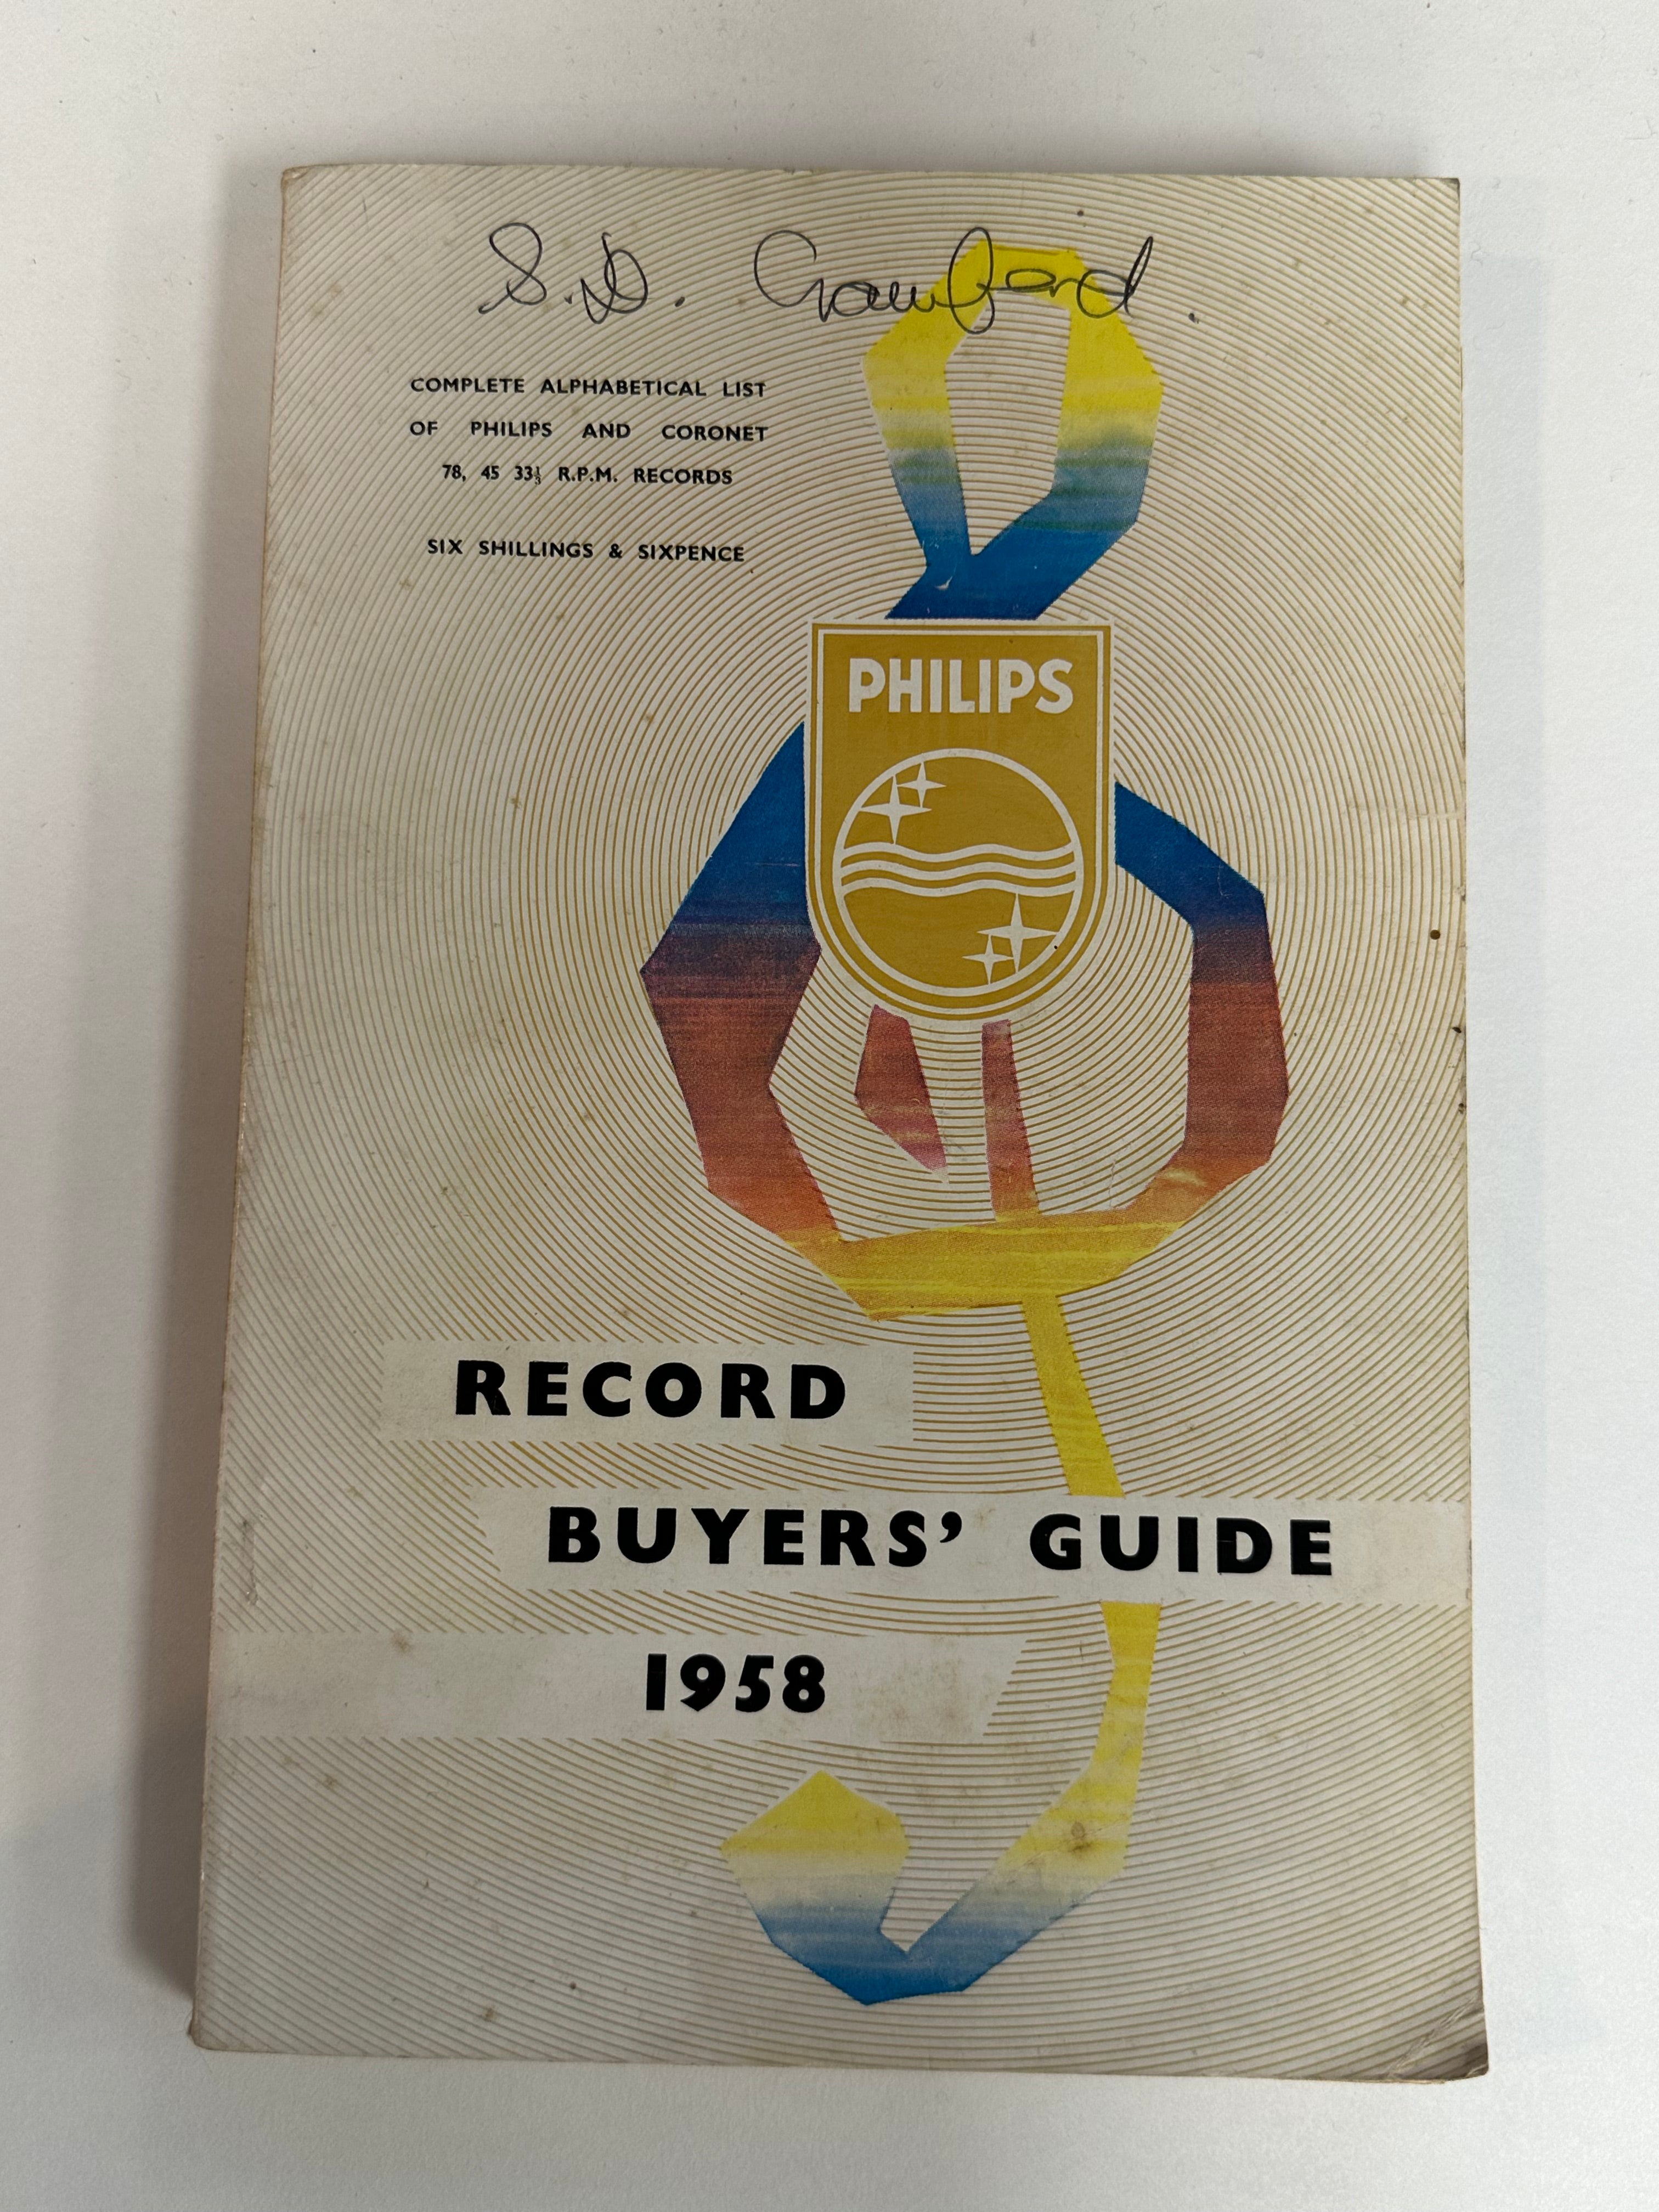 S.D. Crawford.
COMPLETE ALPHABETICAL LIST
OF PHILIPS AND CORONET
78, 45 33⅓ R.P.M. RECORDS
SIX SHILLINGS & SIXPENCE
PHILIPS
RECORD
BUYERS’ GUIDE
1958